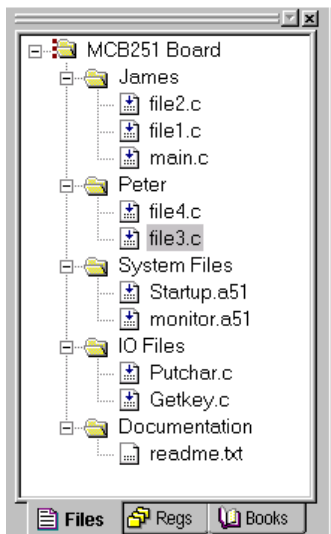 MCB251 Board
James
file2.c
file1.c
main.c
Peter
file4.c
file3.c
System Files
Startup.a51
monitor.a51
IO Files
Putchar.c
Getkey.c
Documentation
readme.txt
Files Regs Books